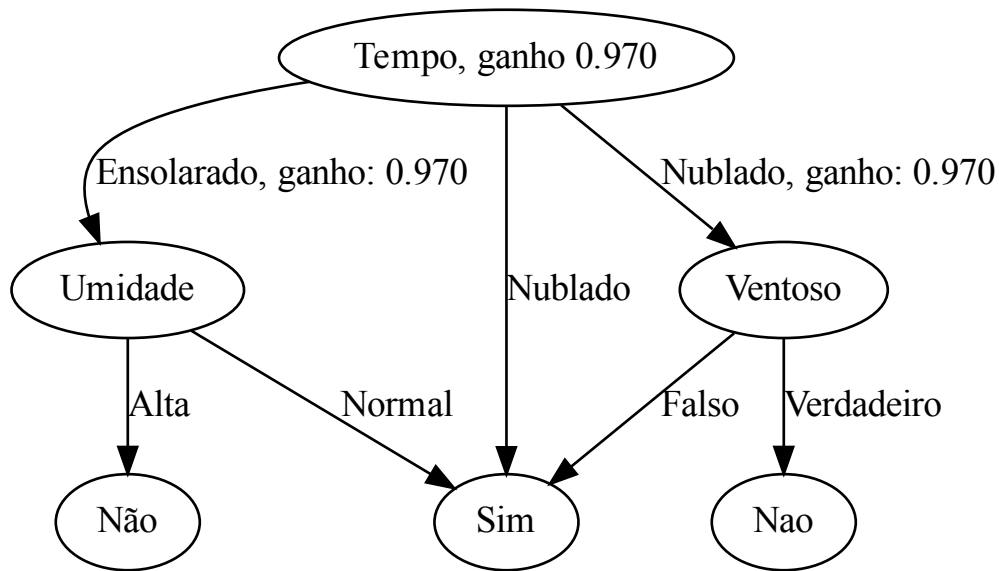 Tempo, ganho 0.970
Ensolarado, ganho: 0.970
Nublado, ganho: 0.970
Umidade
Nublado
Ventoso
Alta
Normal
Falso
Verdadeiro
Não
Sim
Nao